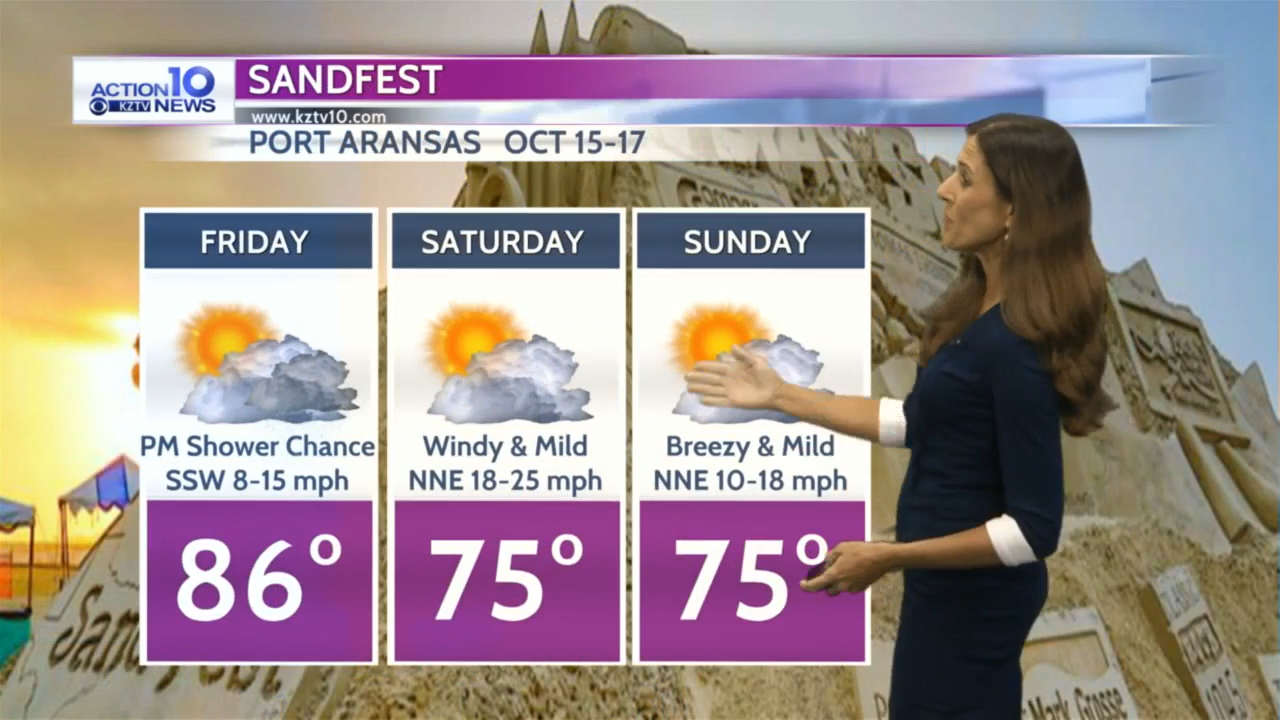 ACTION 10
KZTV NEWS
SANDFEST
www.kztv10.com
PORT ARANSAS OCT 15-17
FRIDAY
PM Shower Chance
SSW 8-15 mph
86°
SATURDAY
Windy & Mild
NNE 18-25 mph
75°
SUNDAY
Breezy & Mild
NNE 10-18 mph
75°
Mark Grosse